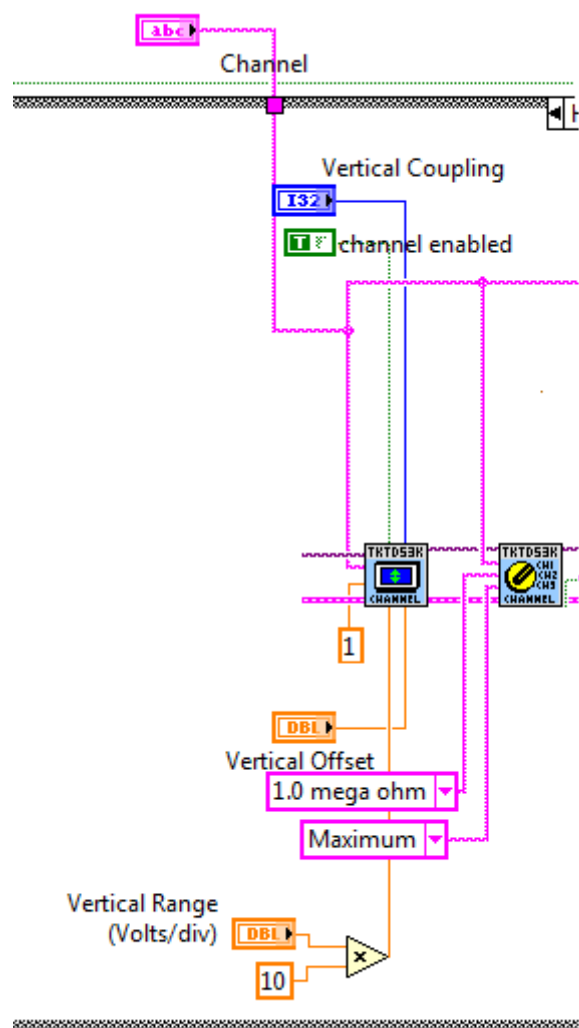 abc
Channel
Vertical Coupling
I32
T
channel enabled
TKTDS3K
CHANNEL
TKTDS3K
CH1
CH2
CH3
CHANNEL
1
DBL
Vertical Offset
1.0 mega ohm
Maximum
Vertical Range
(Volts/div)
DBL
x
10